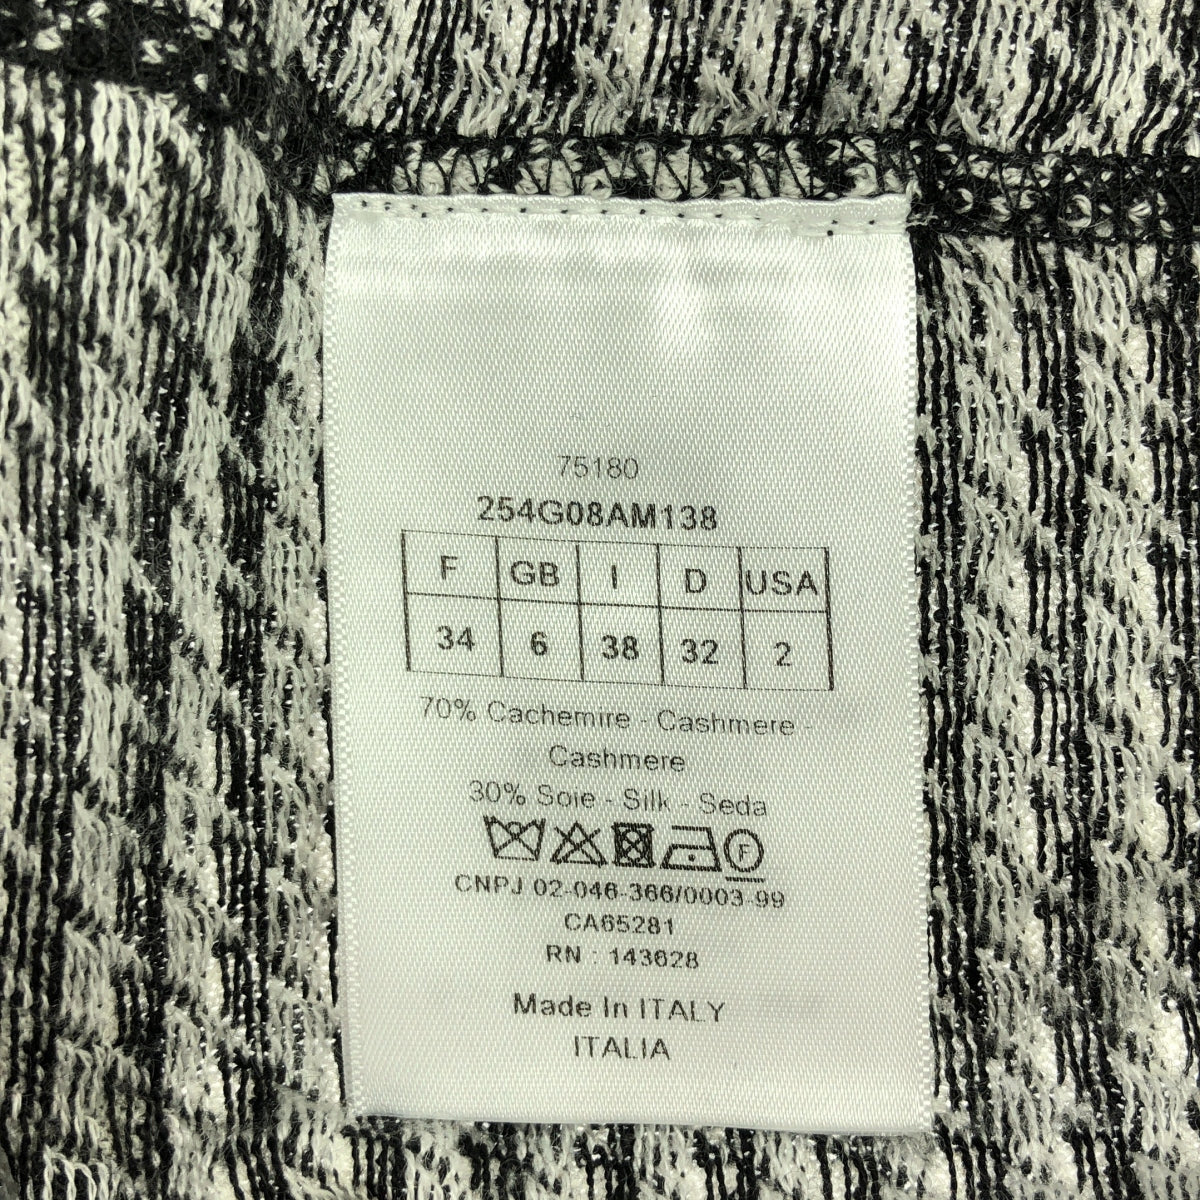 75180
254G08AM138
F GB I D USA
34 6 38 32 2
70% Cachemire - Cashmere -
Cashmere
30% Soie - Silk - Seda
F
CNPJ 02-046-366/0003-99
CA65281
RN : 143628
Made In ITALY
ITALIA